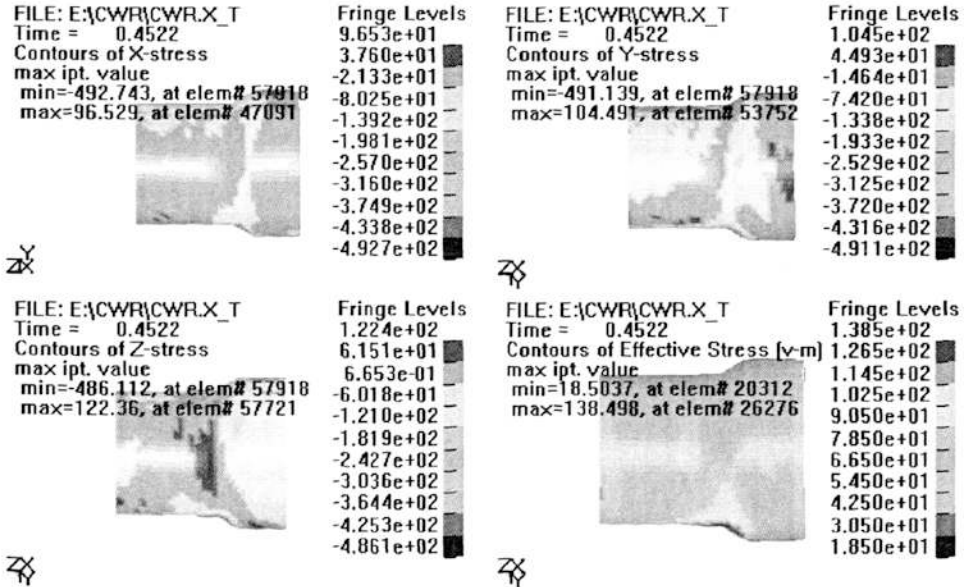 FILE: E:\CWR\CWR.X_T
Time = 0.4522
Contours of X-stress
max ipt. value
min=-492.743, at elem# 57918
max=96.529, at elem# 47091
Fringe Levels
9.653e+01
3.760e+01
-2.133e+01
-8.025e+01
-1.392e+02
-1.981e+02
-2.570e+02
-3.160e+02
-3.749e+02
-4.338e+02
-4.927e+02
Y
ZX
FILE: E:\CWR\CWR.X_T
Time = 0.4522
Contours of Y-stress
max ipt. value
min=-491.139, at elem# 57918
max=104.491, at elem# 53752
Fringe Levels
1.045e+02
4.493e+01
-1.464e+01
-7.420e+01
-1.338e+02
-1.933e+02
-2.529e+02
-3.125e+02
-3.720e+02
-4.316e+02
-4.911e+02
ZX
Y
FILE: E:\CWR\CWR.X_T
Time = 0.4522
Contours of Z-stress
max ipt. value
min=-486.112, at elem# 57918
max=122.36, at elem# 57721
Fringe Levels
1.224e+02
6.151e+01
6.653e-01
-6.018e+01
-1.210e+02
-1.819e+02
-2.427e+02
-3.036e+02
-3.644e+02
-4.253e+02
-4.861e+02
ZX
Y
FILE: E:\CWR\CWR.X_T
Time = 0.4522
Contours of Effective Stress (v-m)
max ipt. value
min=18.5037, at elem# 20312
max=138.498, at elem# 26276
Fringe Levels
1.385e+02
1.265e+02
1.145e+02
1.025e+02
9.050e+01
7.850e+01
6.650e+01
5.450e+01
4.250e+01
3.050e+01
1.850e+01
ZX
Y